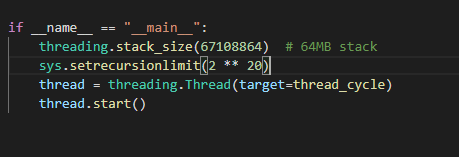 if __name__ == "__main__":
    threading.stack_size(67108864)  # 64MB stack
    sys.setrecursionlimit(2 ** 20)
    thread = threading.Thread(target=thread_cycle)
    thread.start()